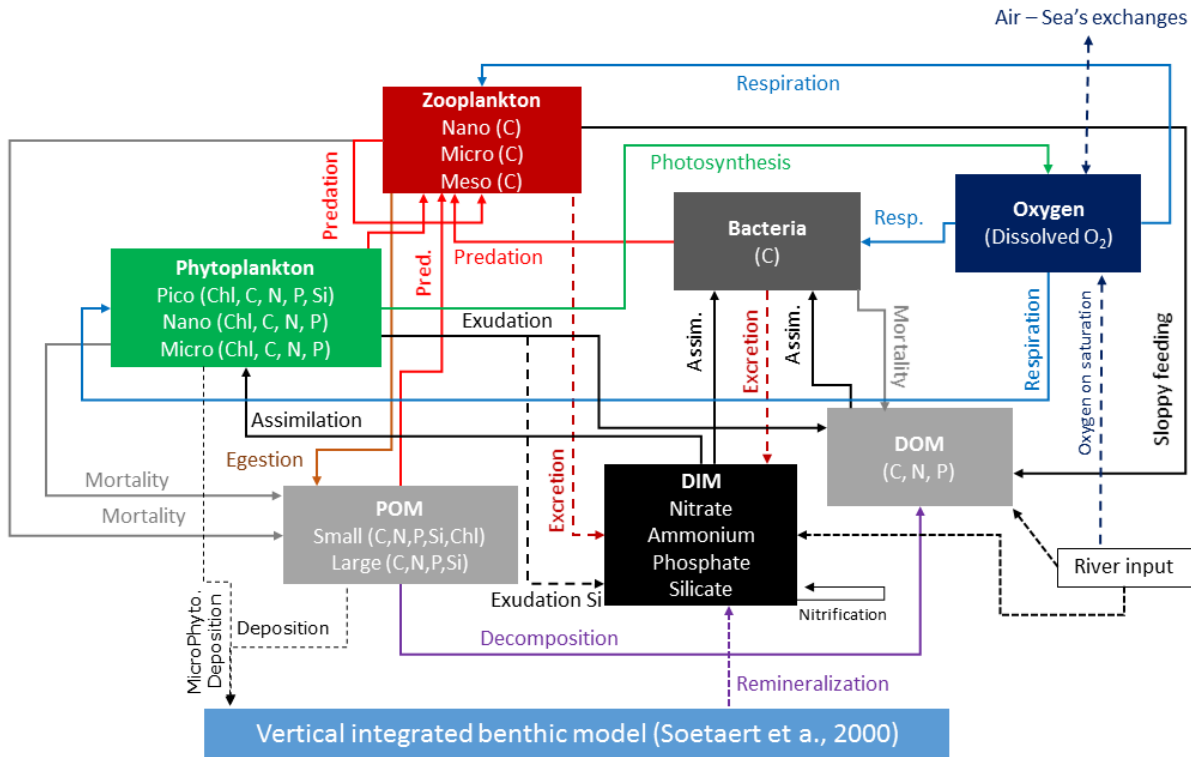 Air – Sea's exchanges
Respiration
Zooplankton
Nano (C)
Micro (C)
Meso (C)
Predation
Photosynthesis
Oxygen
(Dissolved O₂)
Resp.
Bacteria
(C)
Predation
Pred.
Phytoplankton
Pico (Chl, C, N, P, Si)
Nano (Chl, C, N, P)
Micro (Chl, C, N, P)
Exudation
Assim.
Excretion
Assim.
Mortality
Respiration
Oxygen on saturation
Sloppy feeding
Assimilation
Egestion
Excretion
DOM
(C, N, P)
Mortality
Mortality
POM
Small (C,N,P,Si,Chl)
Large (C,N,P,Si)
DIM
Nitrate
Ammonium
Phosphate
Silicate
River input
Exudation Si
Nitrification
MicroPhyto.
Deposition
Deposition
Decomposition
Remineralization
Vertical integrated benthic model (Soetaert et a., 2000)